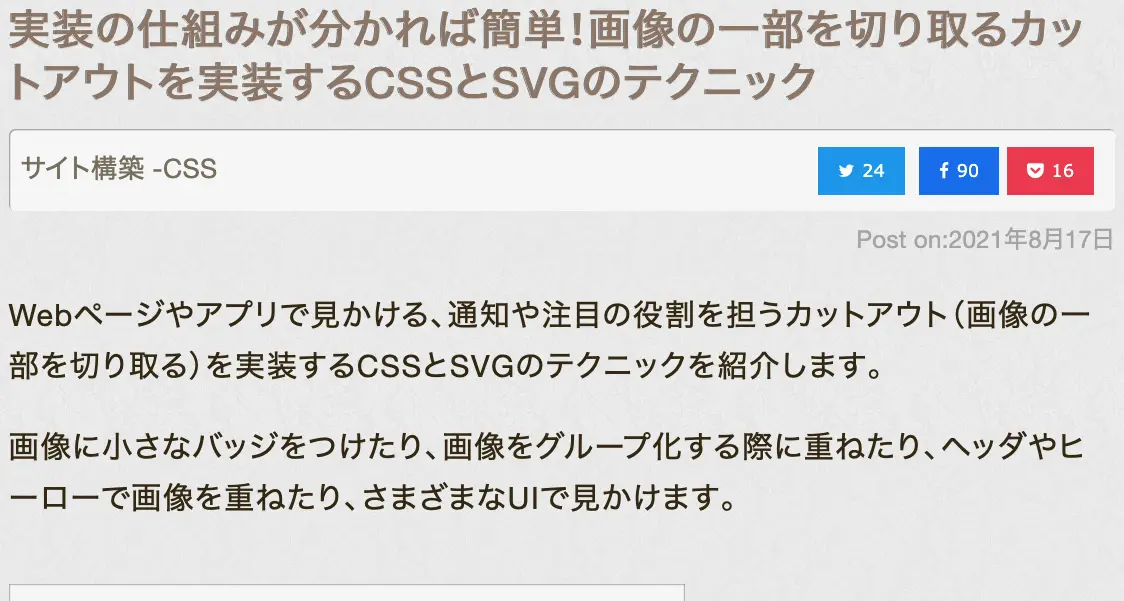 実装の仕組みが分かれば簡単！画像の一部を切り取るカッ
トアウトを実装するCSSとSVGのテクニック
サイト構築 -CSS
24
90
16
Post on:2021年8月17日
Webページやアプリで見かける、通知や注目の役割を担うカットアウト（画像の一
部を切り取る）を実装するCSSとSVGのテクニックを紹介します。
画像に小さなバッジをつけたり、画像をグループ化する際に重ねたり、ヘッダやヒ
ーローで画像を重ねたり、さまざまなUIで見かけます。